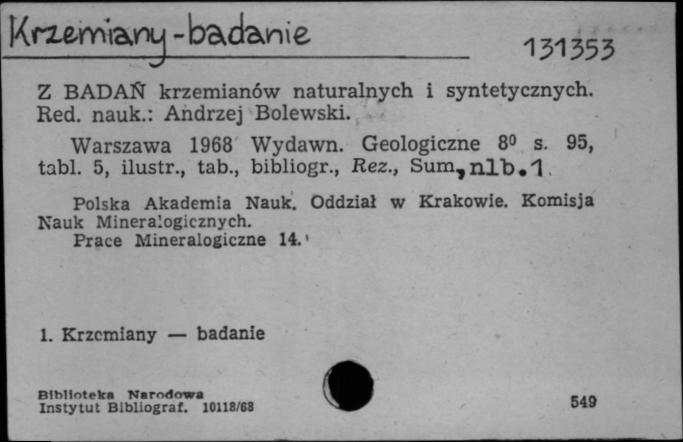 Krzemiany-badanie
131353
Z BADAŃ krzemianów naturalnych i syntetycznych.
Red. nauk.: Andrzej Bolewski.
Warszawa 1968 Wydawn. Geologiczne 8º s. 95,
tabl. 5, ilustr., tab., bibliogr., Rez., Sum, nlb.1.
Polska Akademia Nauk. Oddział w Krakowie. Komisja
Nauk Mineralogicznych.
Prace Mineralogiczne 14.
1. Krzemiany — badanie
Biblioteka Narodowa
Instytut Bibliograf. 10118/68
549